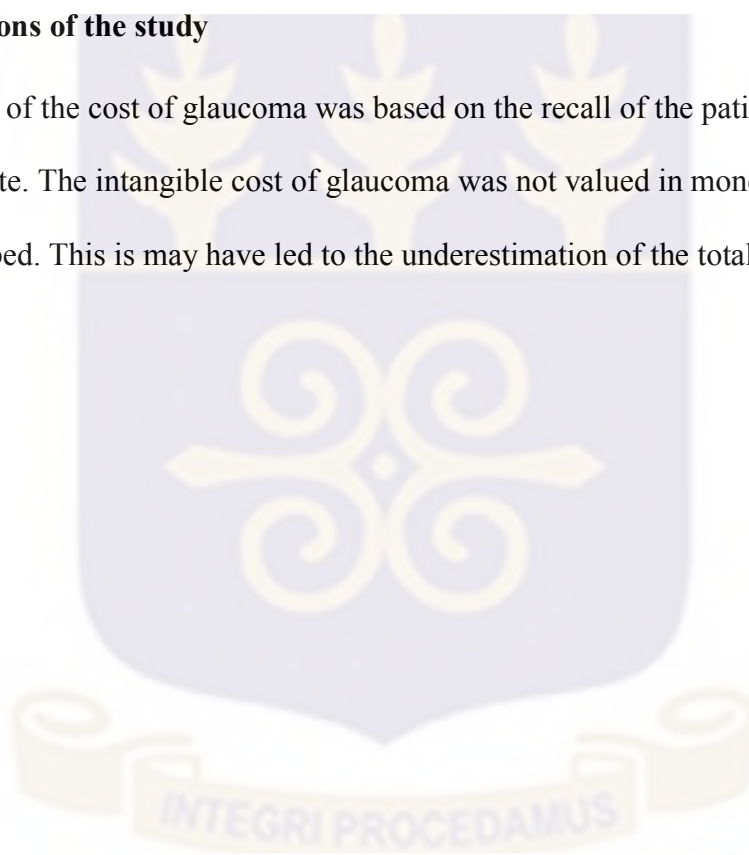 ons of the study
of the cost of glaucoma was based on the recall of the pati
te. The intangible cost of glaucoma was not valued in mone
bed. This is may have led to the underestimation of the total
INTEGRI PROCEDAMUS